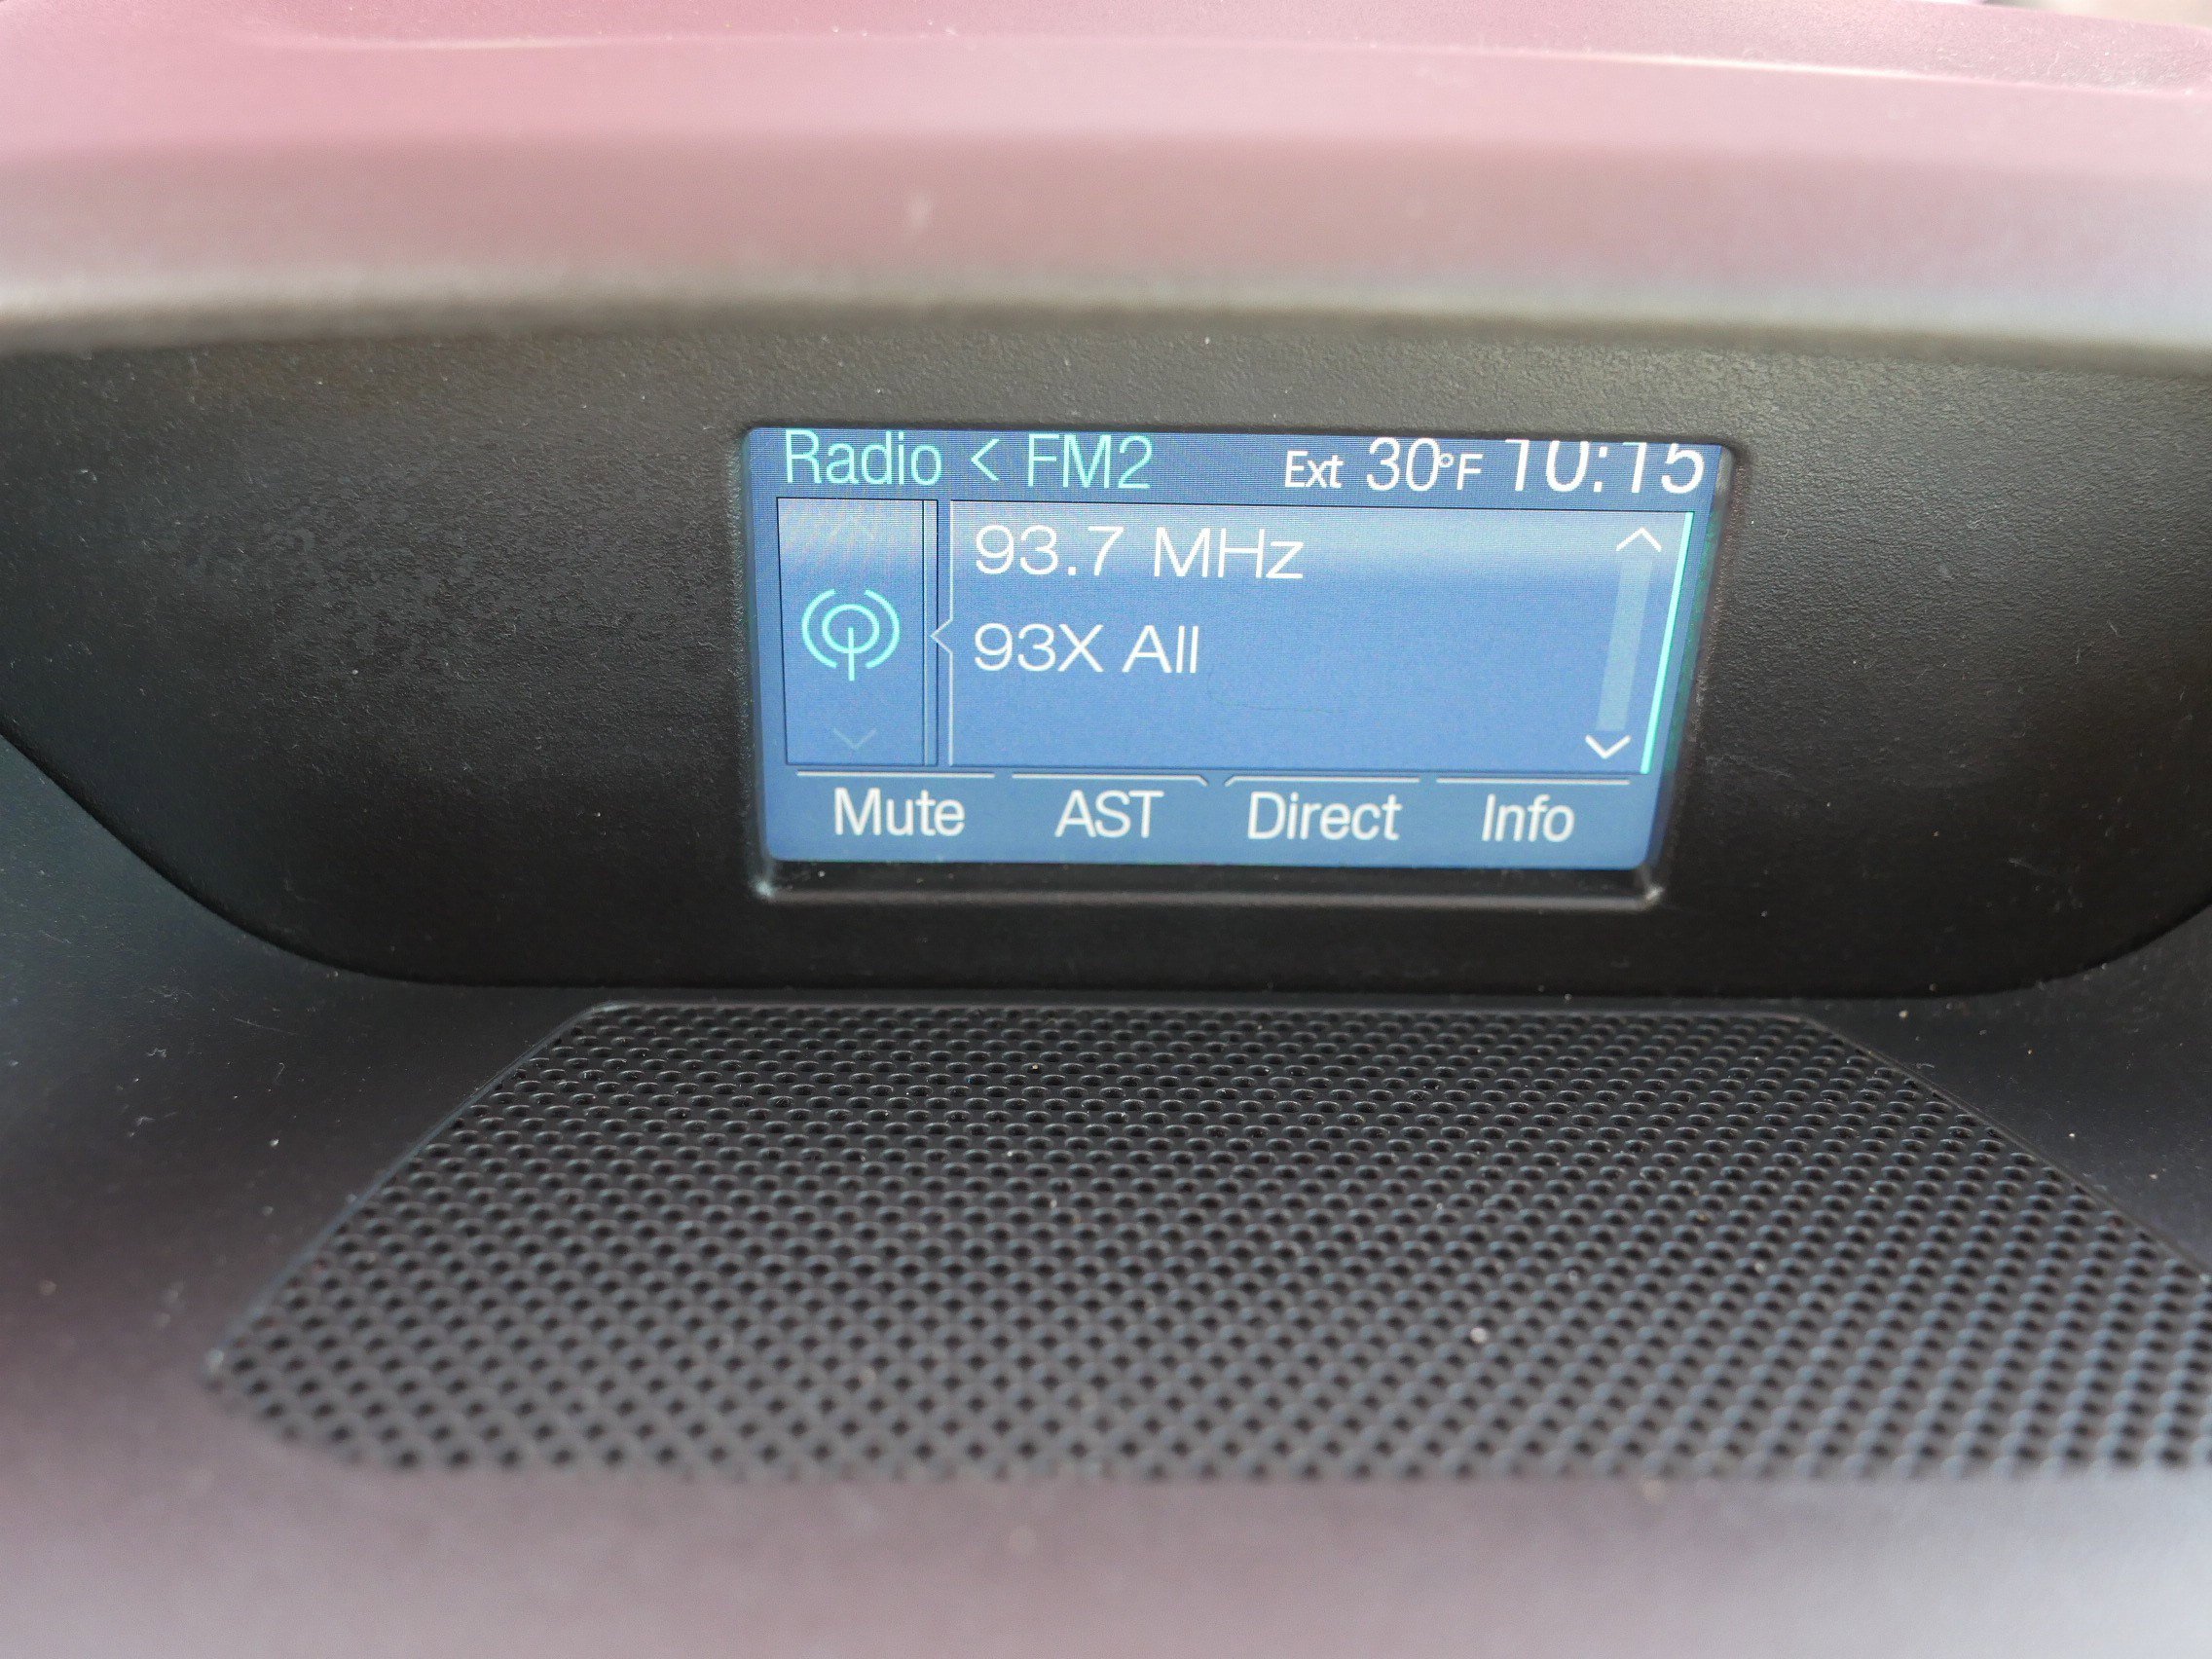 Radio < FM2 Ext 30°F 10:15
93.7 MHz
93X All
Mute AST Direct Info